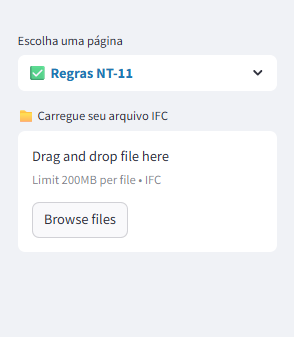 Escolha uma página
✅ Regras NT-11
📁 Carregue seu arquivo IFC
Drag and drop file here
Limit 200MB per file • IFC
Browse files